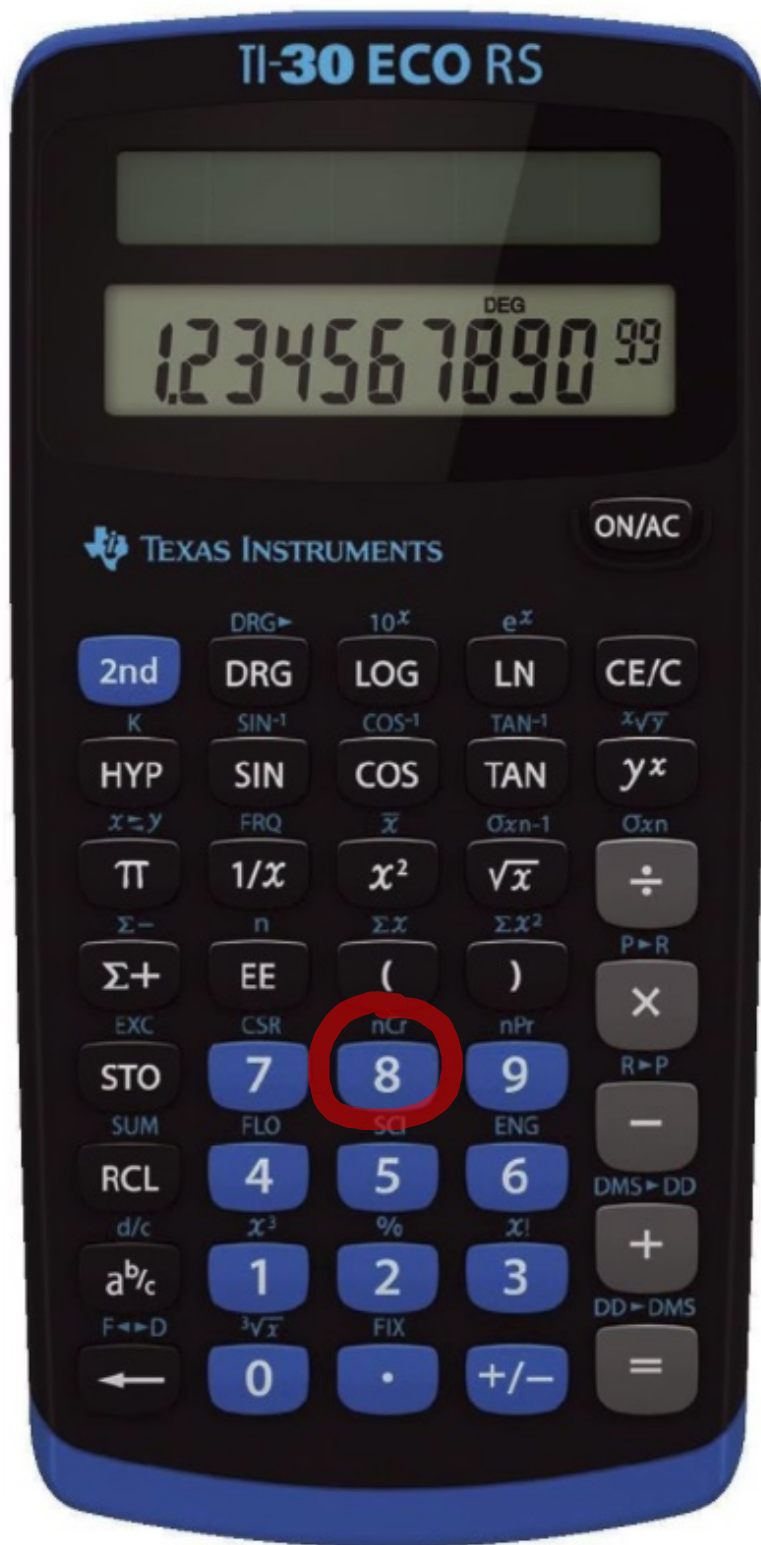 TI-30 ECO RS
DEG
1.234567890 99
TEXAS INSTRUMENTS
ON/AC
DRG► 10ˣ eˣ
2nd DRG LOG LN CE/C
K SIN⁻¹ COS⁻¹ TAN⁻¹ ˣ√y
HYP SIN COS TAN yˣ
x⇆y FRQ x̄ σxn-1 σxn
π 1/x x² √x ÷
Σ− n Σx Σx² P►R
Σ+ EE ( ) ×
EXC CSR nCr nPr R►P
STO 7 8 9 −
SUM FLO SCI ENG DMS►DD
RCL 4 5 6 +
d/c x³ % x! DD►DMS
aᵇ/c 1 2 3 =
F◄►D ³√x FIX
← 0 . +/−